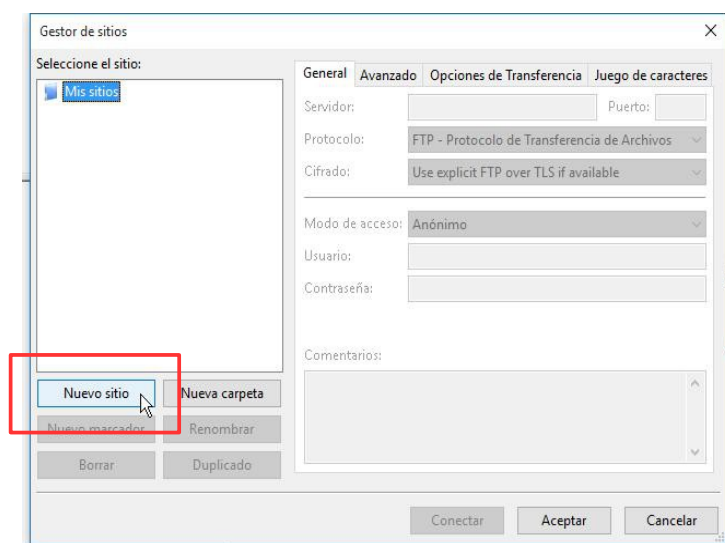 Gestor de sitios
Seleccione el sitio:
Mis sitios
Nuevo sitio
Nueva carpeta
Nuevo marcador
Renombrar
Borrar
Duplicado
General
Avanzado
Opciones de Transferencia
Juego de caracteres
Servidor:
Puerto:
Protocolo:
FTP - Protocolo de Transferencia de Archivos
Cifrado:
Use explicit FTP over TLS if available
Modo de acceso:
Anónimo
Usuario:
Contraseña:
Comentarios:
Conectar
Aceptar
Cancelar